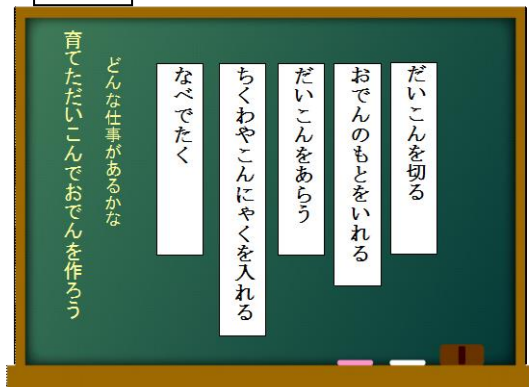 だいこんを切る
おでんのもとをいれる
だいこんをあらう
ちくわやこんにゃくを入れる
なべでたく
どんな仕事があるかな
育てただいこんでおでんを作ろう